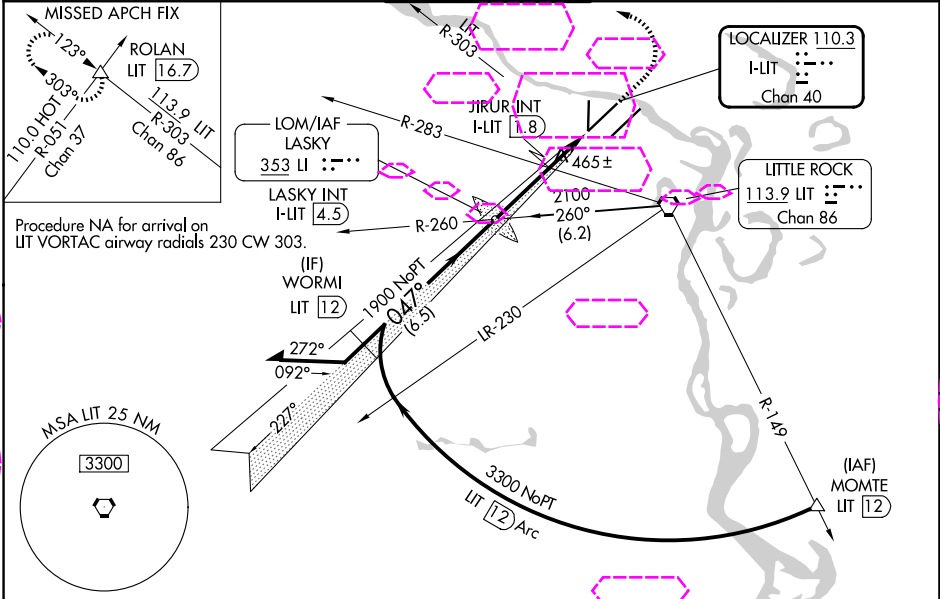 MISSED APCH FIX
123°
303°
ROLAN
LIT 16.7
110.0 HOT
R-051
Chan 37
113.9 LIT
R-303
Chan 86
LIT
R-303
LOCALIZER 110.3
I-LIT
Chan 40
JIRUR INT
I-LIT 1.8
R-283
LOM/IAF
LASKY
353 LI
LASKY INT
I-LIT 4.5
465±
LITTLE ROCK
113.9 LIT
Chan 86
2100
260°
(6.2)
R-260
Procedure NA for arrival on
LIT VORTAC airway radials 230 CW 303.
(IF)
WORMI
LIT 12
1900 NoPT
047°
(6.5)
LR-230
272°
092°
227°
R-149
MSA LIT 25 NM
3300
3300 NoPT
LIT 12 Arc
(IAF)
MOMTE
LIT 12